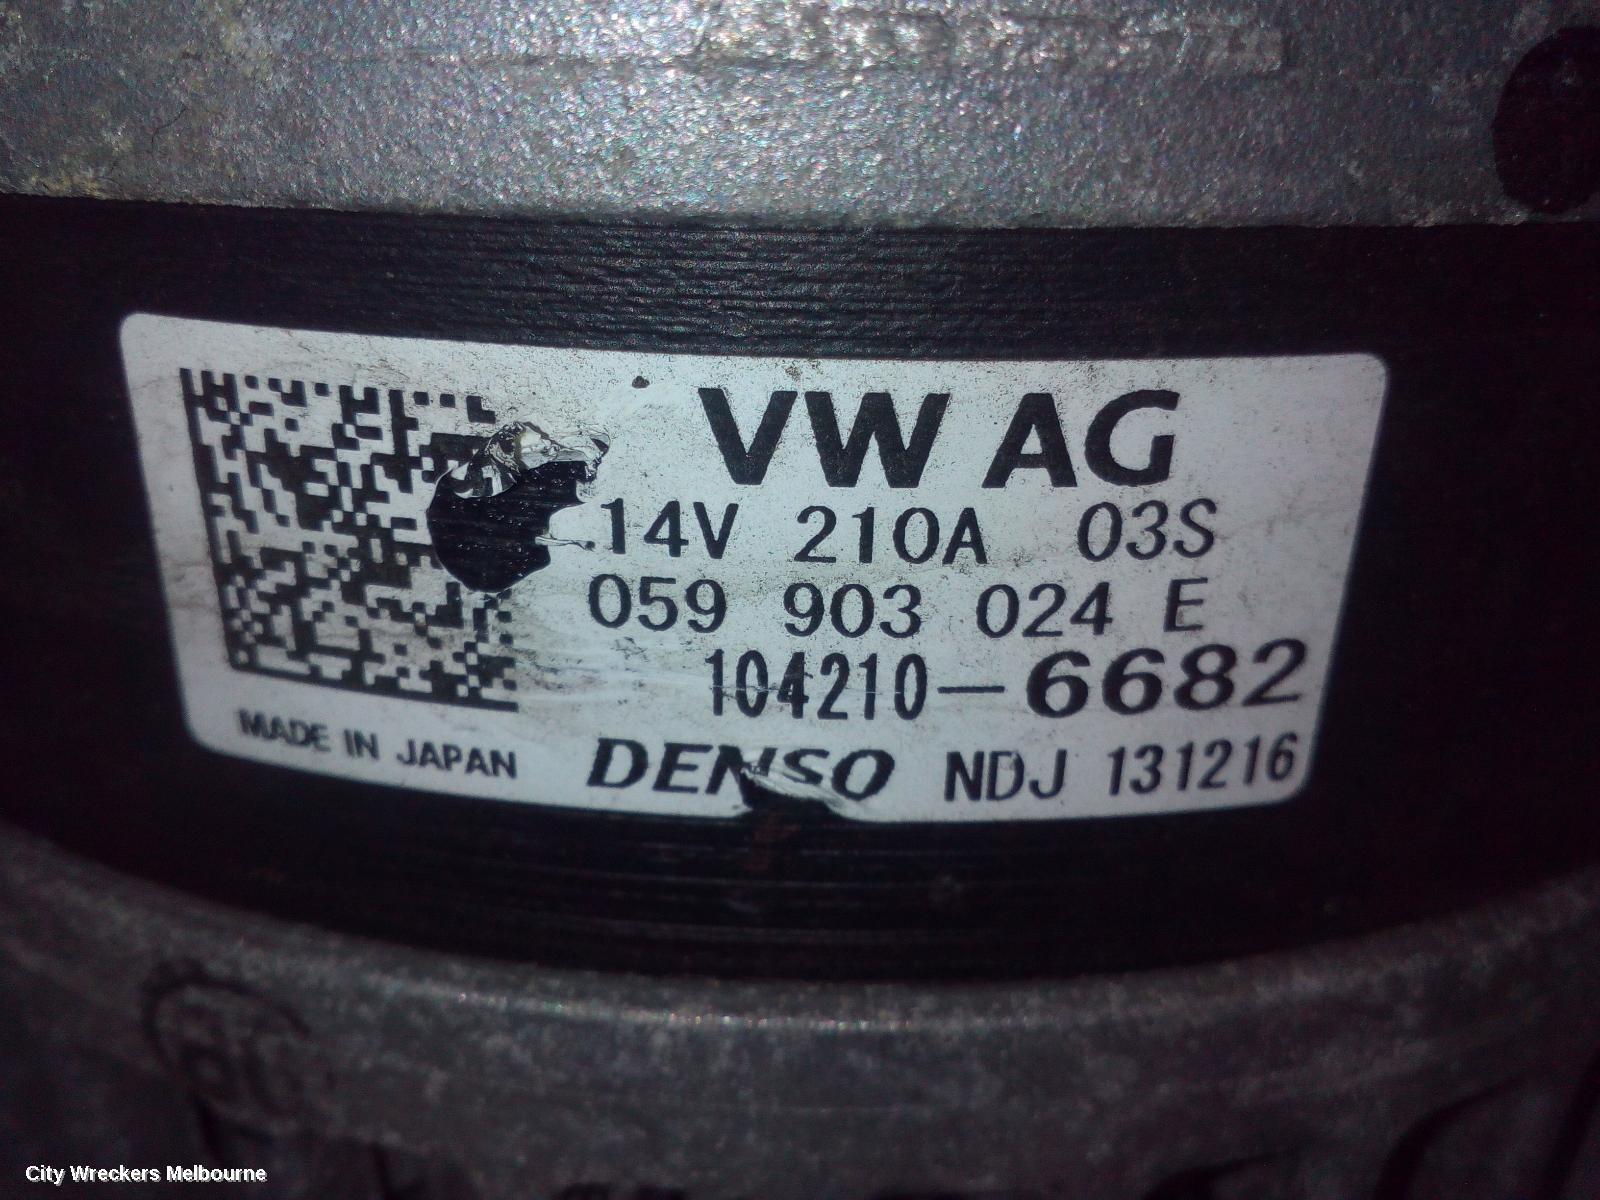 VW AG
14V 210A 03S
059 903 024 E
104210-6682
MADE IN JAPAN DENSO NDJ 131216
City Wreckers Melbourne